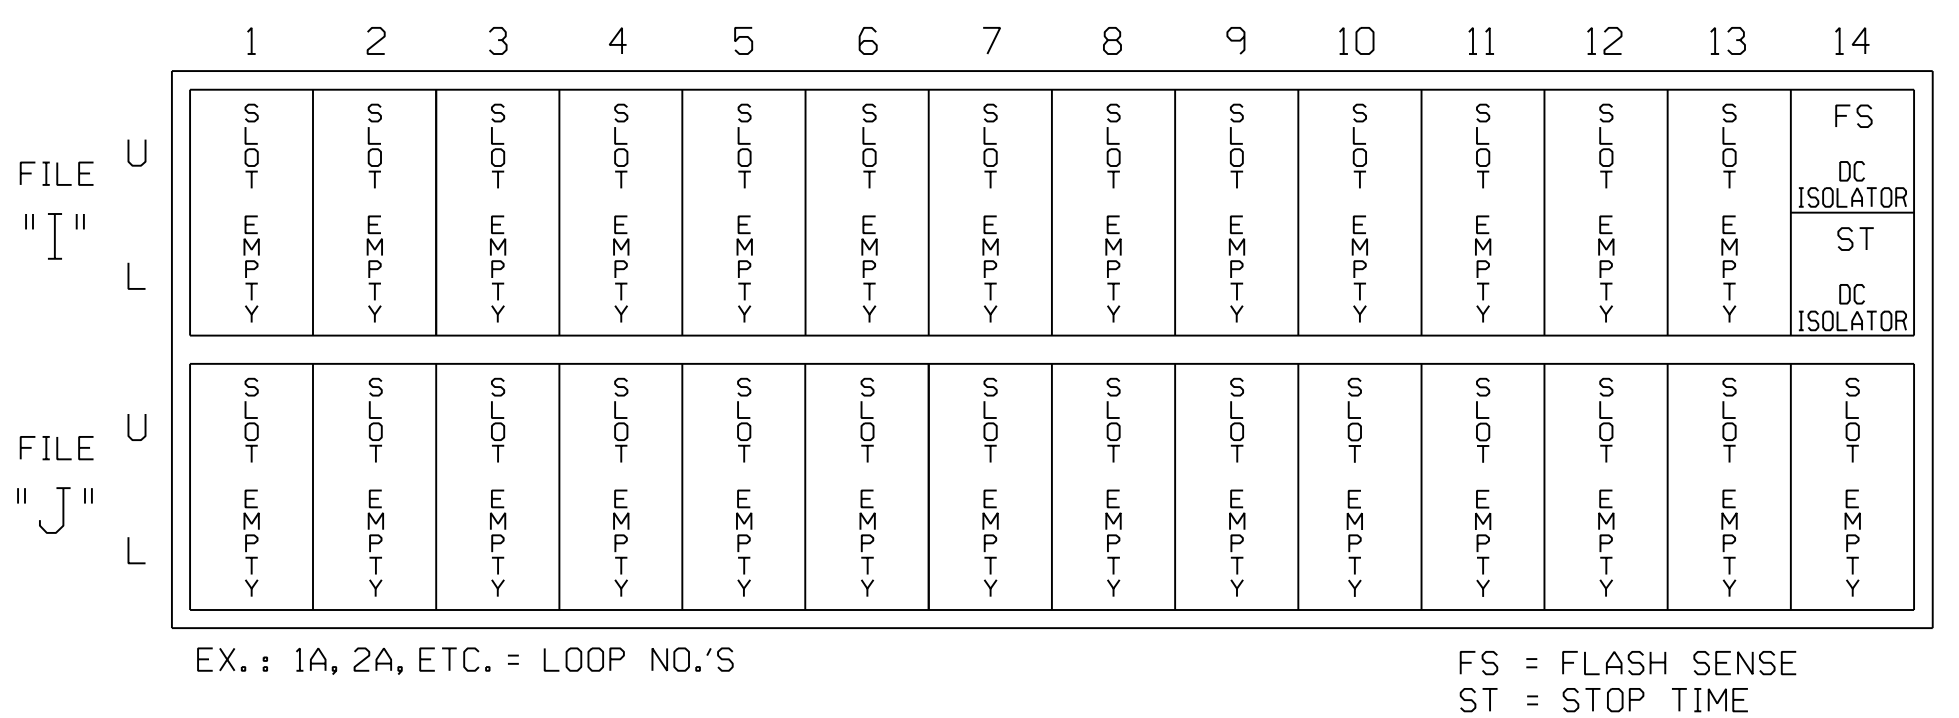 1 2 3 4 5 6 7 8 9 10 11 12 13 14
FILE "I"
U
L
SLOT EMPTY
SLOT EMPTY
SLOT EMPTY
SLOT EMPTY
SLOT EMPTY
SLOT EMPTY
SLOT EMPTY
SLOT EMPTY
SLOT EMPTY
SLOT EMPTY
SLOT EMPTY
SLOT EMPTY
SLOT EMPTY
FS
DC
ISOLATOR
ST
DC
ISOLATOR
FILE "J"
U
L
SLOT EMPTY
SLOT EMPTY
SLOT EMPTY
SLOT EMPTY
SLOT EMPTY
SLOT EMPTY
SLOT EMPTY
SLOT EMPTY
SLOT EMPTY
SLOT EMPTY
SLOT EMPTY
SLOT EMPTY
SLOT EMPTY
SLOT EMPTY
EX.: 1A, 2A, ETC. = LOOP NO.'S
FS = FLASH SENSE
ST = STOP TIME